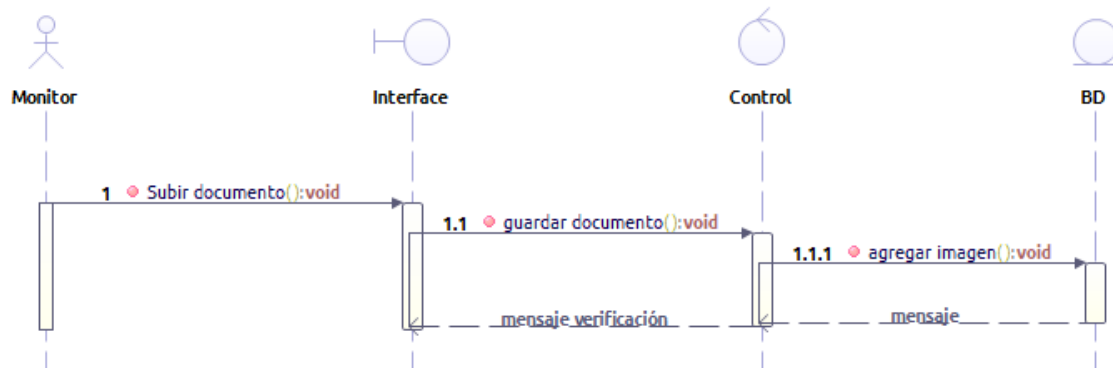 Monitor
Interface
Control
BD
1 Subir documento():void
1.1 guardar documento():void
1.1.1 agregar imagen():void
mensaje verificación
mensaje